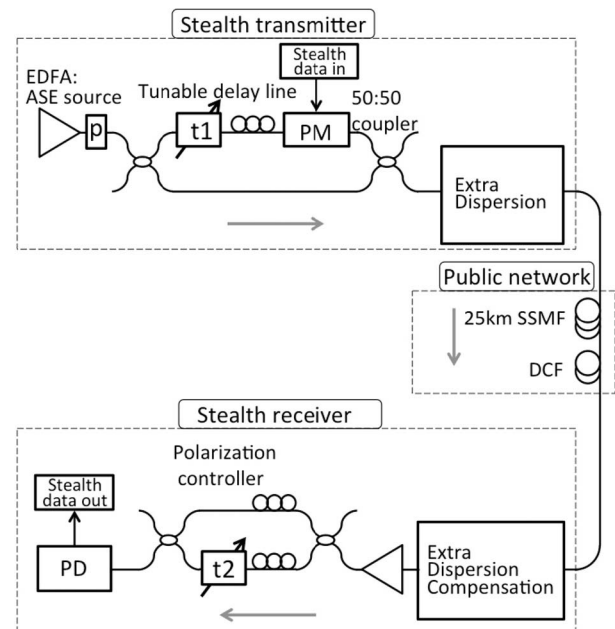 Stealth transmitter
Stealth
data in
EDFA:
ASE source
Tunable delay line
50:50
coupler
p
t1
PM
Extra
Dispersion
Public network
25km SSMF
DCF
Stealth receiver
Polarization
controller
Stealth
data out
PD
t2
Extra
Dispersion
Compensation